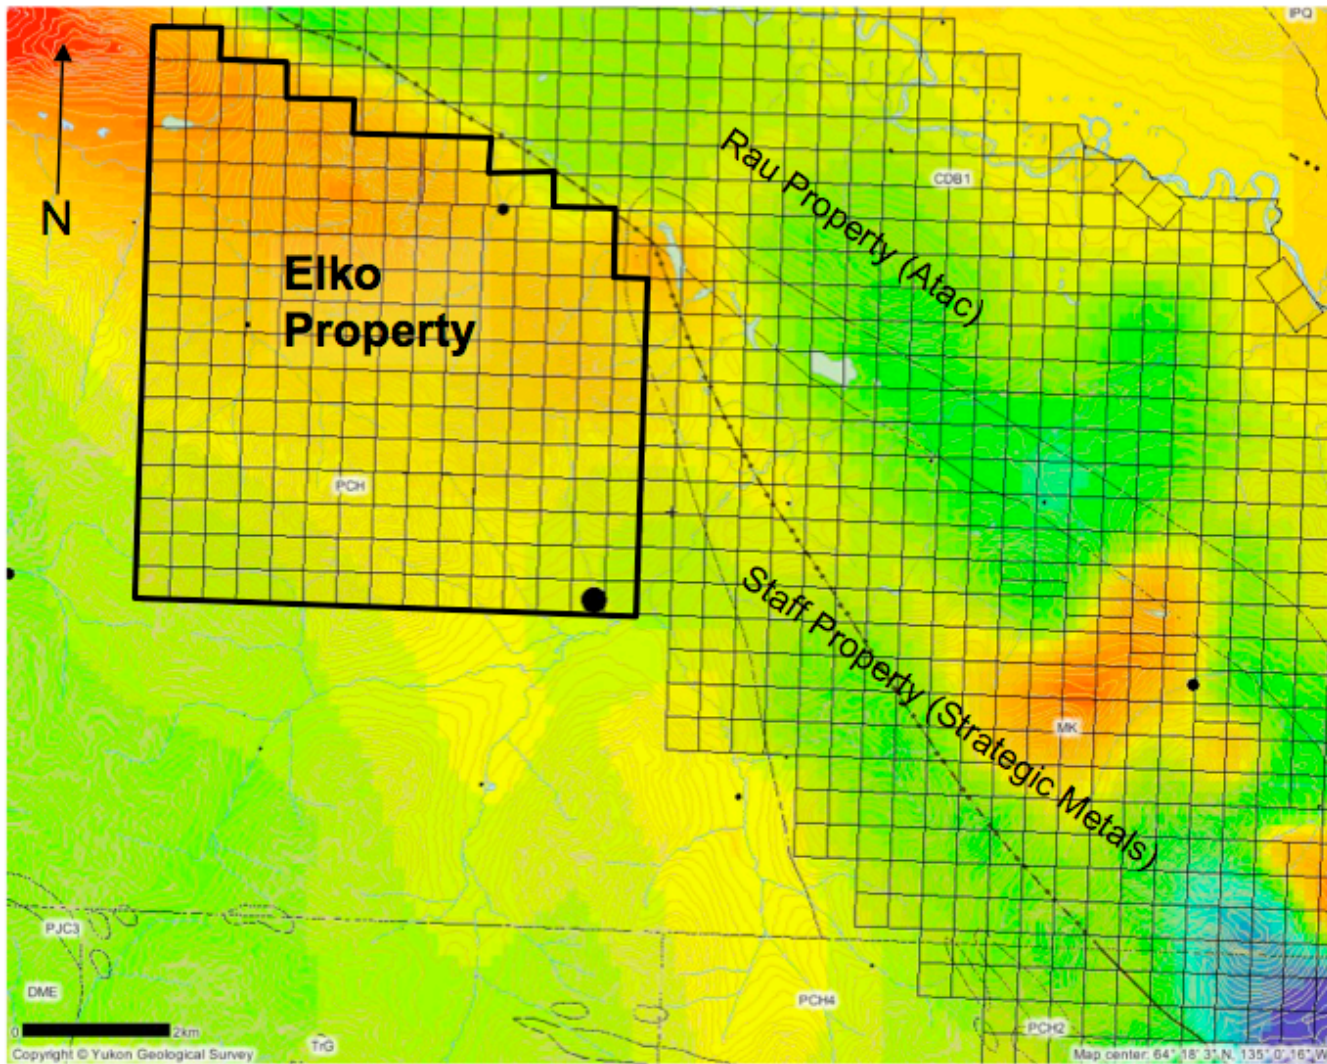 IPQ
Rau Property (Atac)
CDB1
N
Elko
Property
PCH
Staff Property (Strategic Metals)
MK
PJC3
DME
PCH4
PCH2
0 2km
TrG
Copyright © Yukon Geological Survey
Map center: 64° 18' 3" N, 135° 0' 16" W